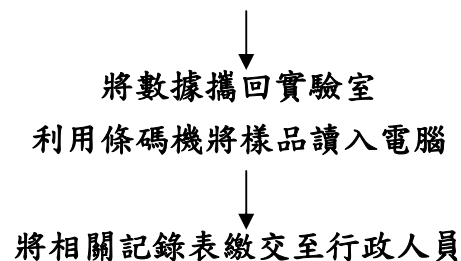 將數據攜回實驗室
利用條碼機將樣品讀入電腦
將相關記錄表繳交至行政人員